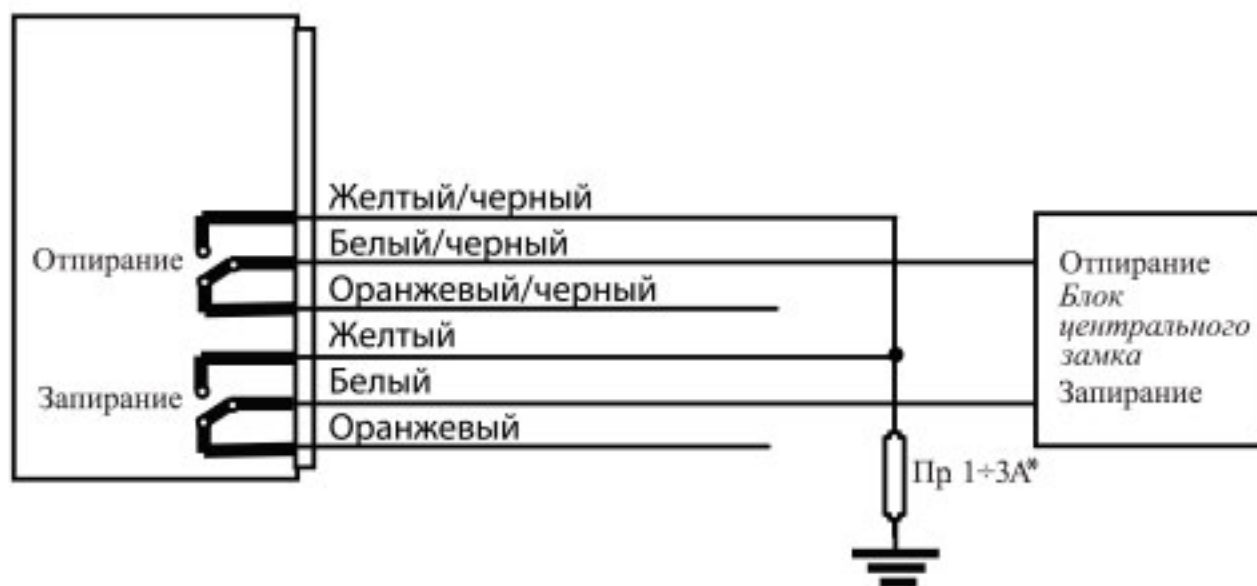 Желтый/черный
Отпирание
Белый/черный
Оранжевый/черный
Желтый
Запирание
Белый
Оранжевый
Отпирание
Блок
центрального
замка
Запирание
Пр 1÷3А*